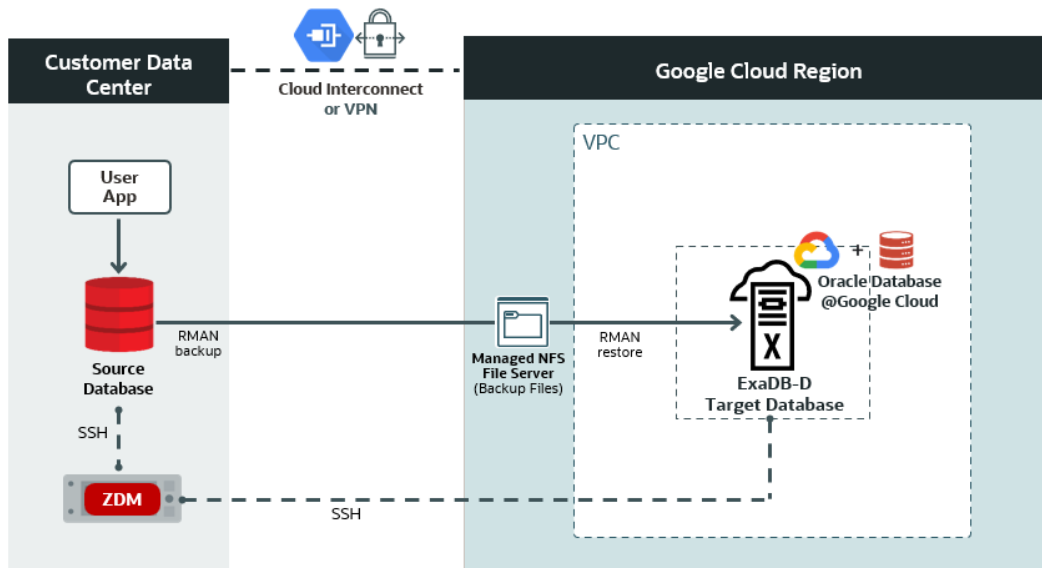 Customer Data
Center
Cloud Interconnect
or VPN
Google Cloud Region
VPC
User
App
+
Oracle Database
@Google Cloud
RMAN
backup
Managed NFS
File Server
(Backup Files)
RMAN
restore
X
Source
Database
ExaDB-D
Target Database
SSH
ZDM
SSH